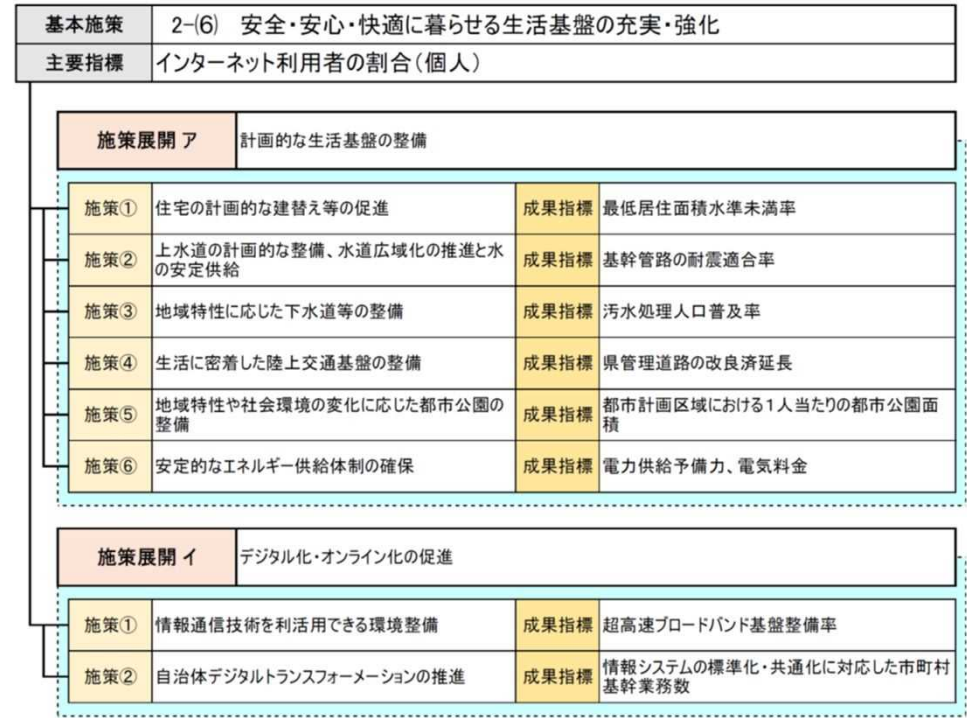 基本施策 2-(6) 安全・安心・快適に暮らせる生活基盤の充実・強化
主要指標 インターネット利用者の割合(個人)
施策展開 ア 計画的な生活基盤の整備
施策① 住宅の計画的な建替え等の促進 成果指標 最低居住面積水準未満率
施策② 上水道の計画的な整備、水道広域化の推進と水
の安定供給 成果指標 基幹管路の耐震適合率
施策③ 地域特性に応じた下水道等の整備 成果指標 汚水処理人口普及率
施策④ 生活に密着した陸上交通基盤の整備 成果指標 県管理道路の改良済延長
施策⑤ 地域特性や社会環境の変化に応じた都市公園の
整備 成果指標 都市計画区域における1人当たりの都市公園面
積
施策⑥ 安定的なエネルギー供給体制の確保 成果指標 電力供給予備力、電気料金
施策展開 イ デジタル化・オンライン化の促進
施策① 情報通信技術を利活用できる環境整備 成果指標 超高速ブロードバンド基盤整備率
施策② 自治体デジタルトランスフォーメーションの推進 成果指標 情報システムの標準化・共通化に対応した市町村
基幹業務数